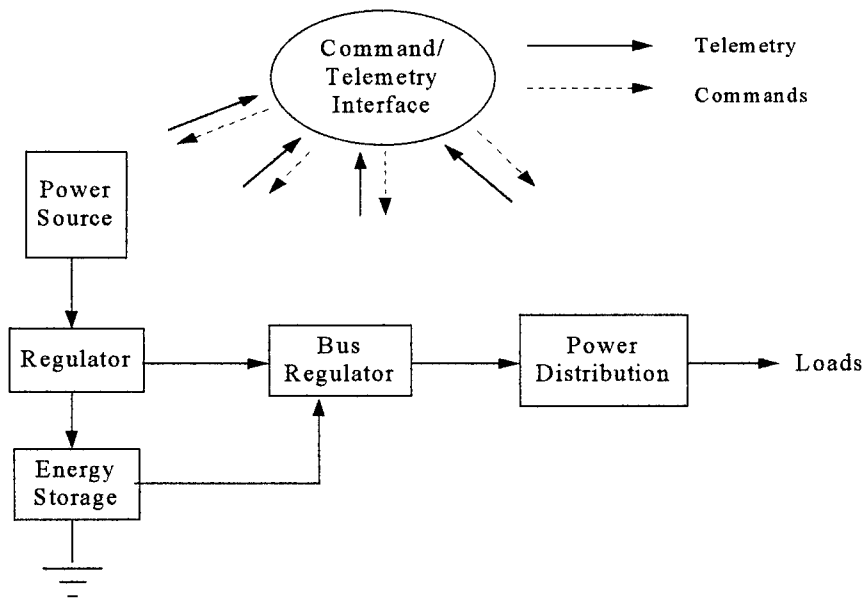 Command/
Telemetry
Interface
Telemetry
Commands
Power
Source
Regulator
Bus
Regulator
Power
Distribution
Loads
Energy
Storage